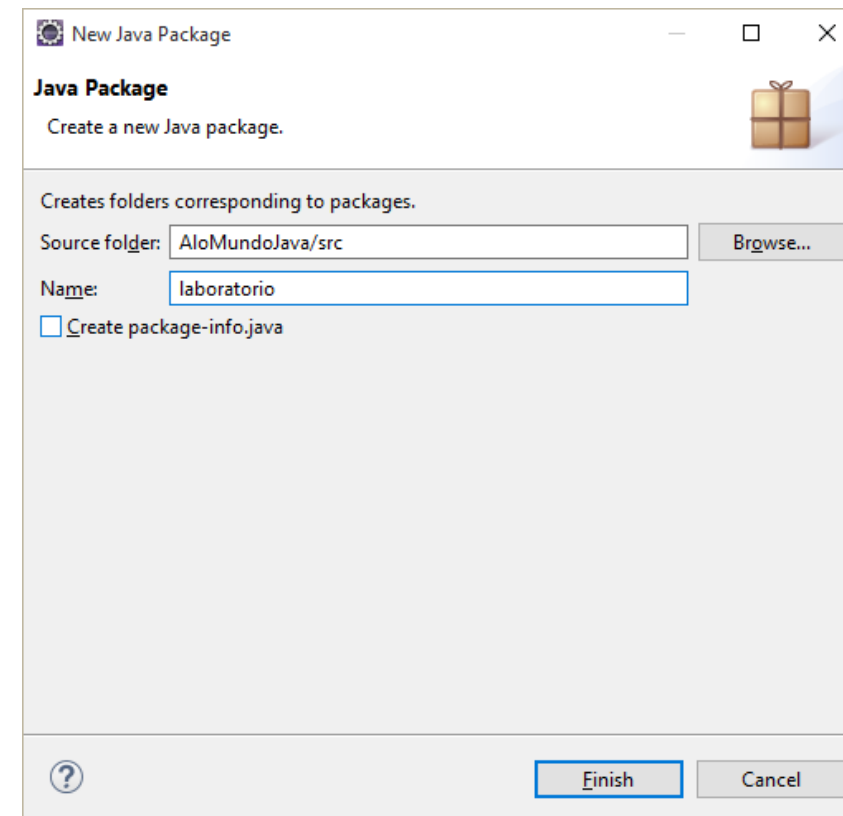 New Java Package
Java Package
Create a new Java package.
Creates folders corresponding to packages.
Source folder: AloMundoJava/src Browse...
Name: laboratorio
Create package-info.java
? Finish Cancel